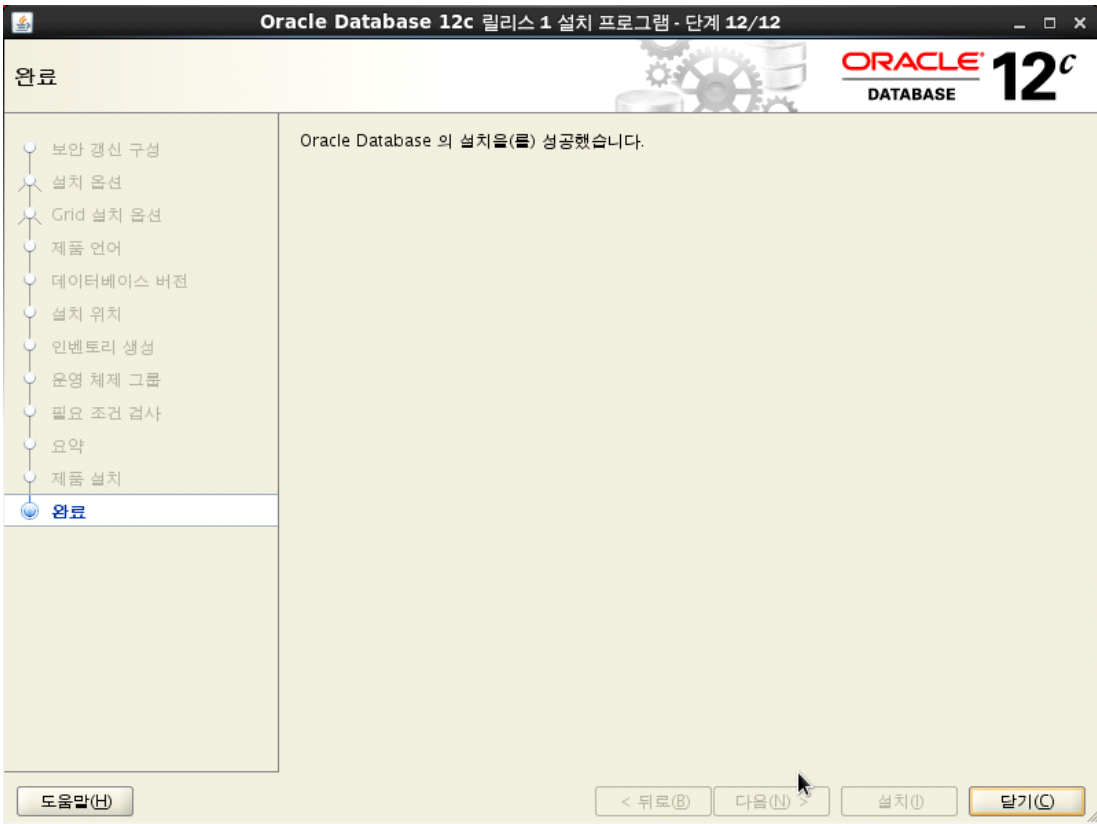 Oracle Database 12c 릴리스 1 설치 프로그램 - 단계 12/12
완료
ORACLE
DATABASE
12c
보안 갱신 구성
설치 옵션
Grid 설치 옵션
제품 언어
데이터베이스 버전
설치 위치
인벤토리 생성
운영 체제 그룹
필요 조건 검사
요약
제품 설치
완료
Oracle Database 의 설치을(를) 성공했습니다.
도움말(H)
< 뒤로(B)
다음(N) >
설치(I)
닫기(C)